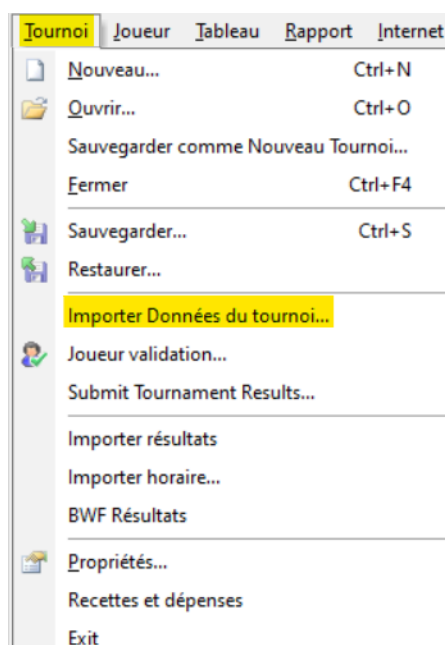 Tournoi Joueur Tableau Rapport Internet
Nouveau... Ctrl+N
Ouvrir... Ctrl+O
Sauvegarder comme Nouveau Tournoi...
Fermer Ctrl+F4
Sauvegarder... Ctrl+S
Restaurer...
Importer Données du tournoi...
Joueur validation...
Submit Tournament Results...
Importer résultats
Importer horaire...
BWF Résultats
Propriétés...
Recettes et dépenses
Exit